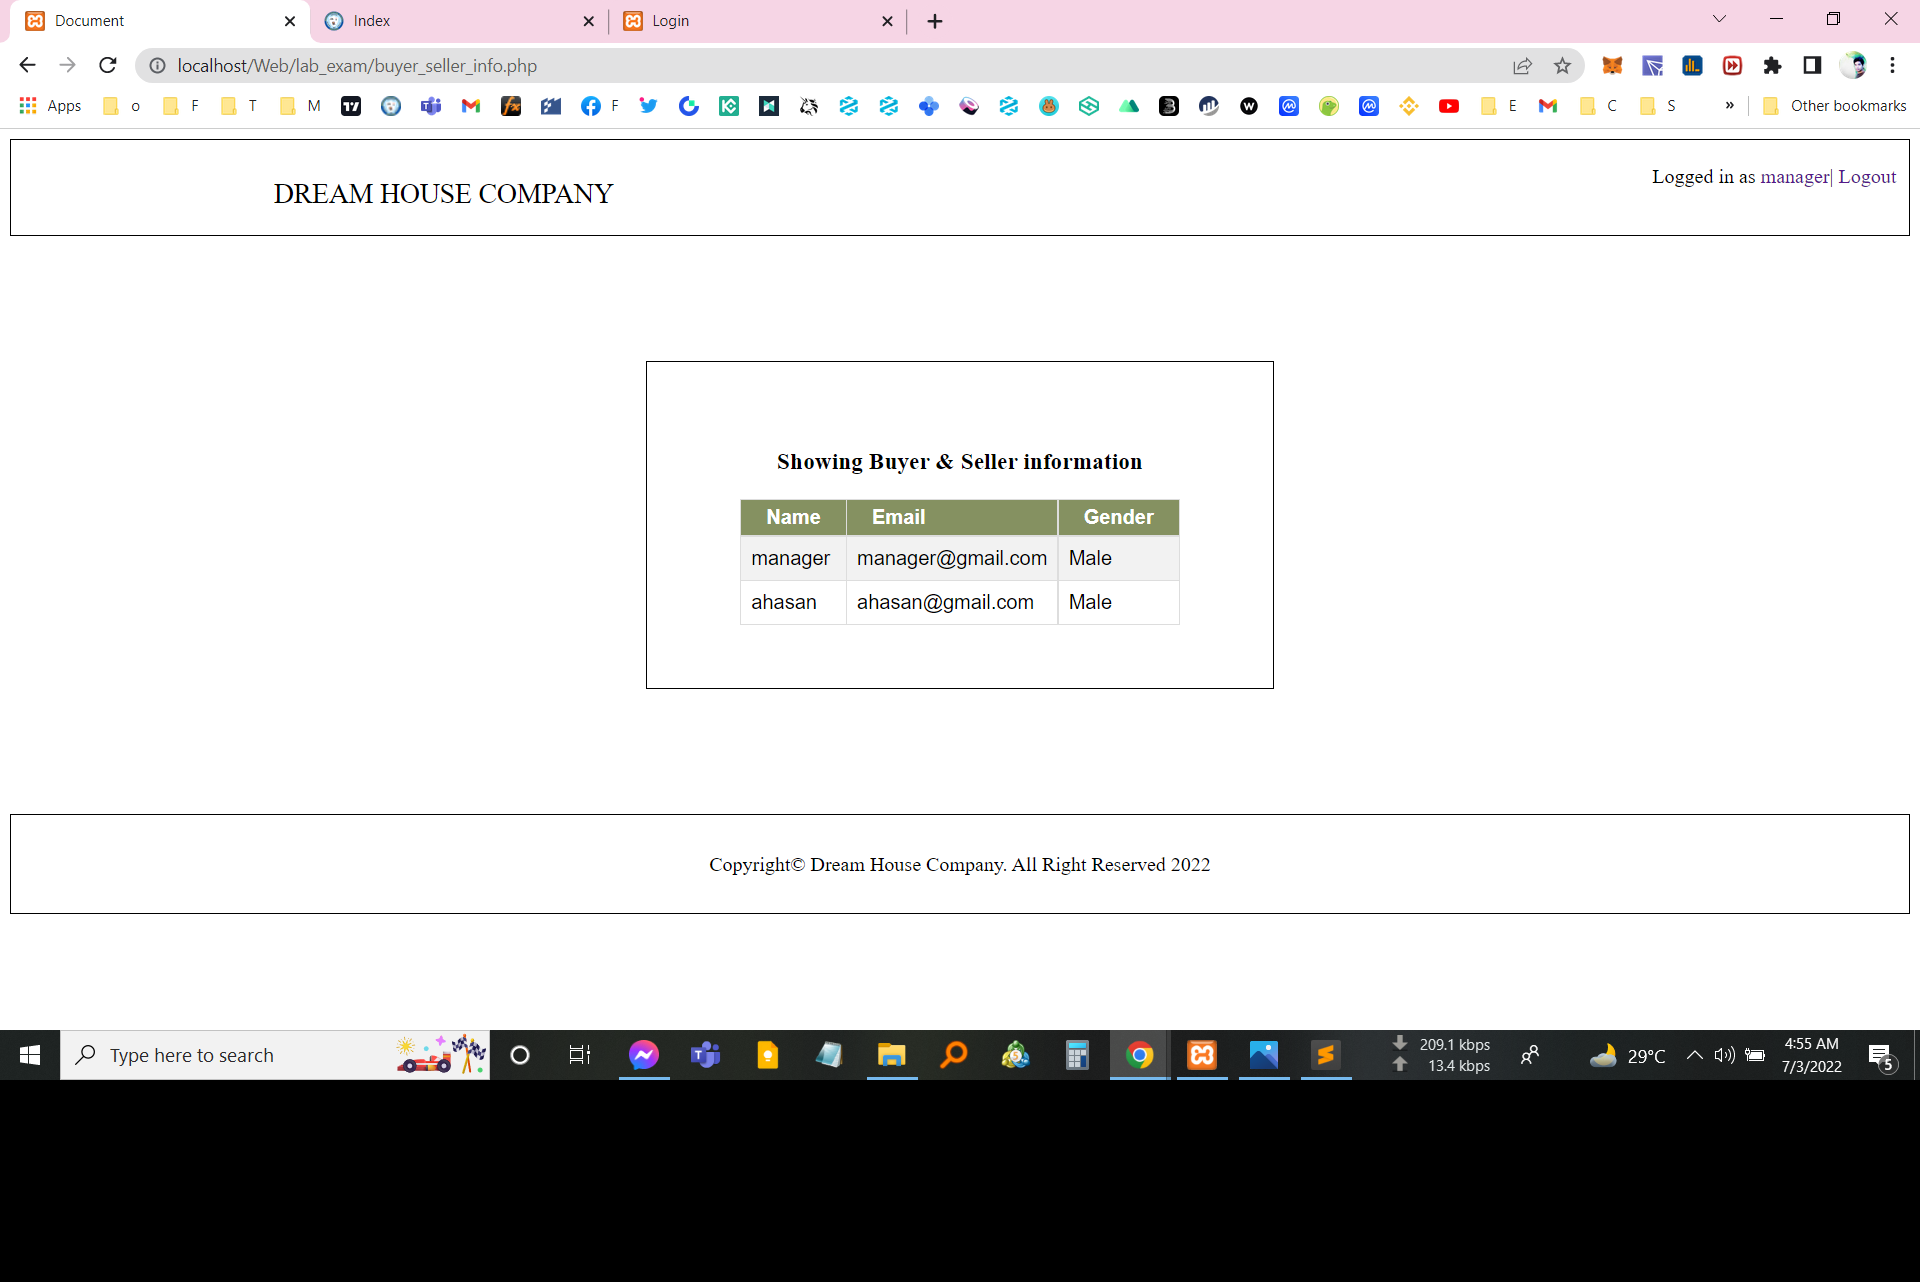 Document
Index
Login
localhost/Web/lab_exam/buyer_seller_info.php
Apps
o
F
T
M
F
E
C
S
»
Other bookmarks
DREAM HOUSE COMPANY
Logged in as manager| Logout
Showing Buyer & Seller information
Name Email Gender
manager manager@gmail.com Male
ahasan ahasan@gmail.com Male
Copyright© Dream House Company. All Right Reserved 2022
Type here to search
209.1 kbps
13.4 kbps
29°C
4:55 AM
7/3/2022
5